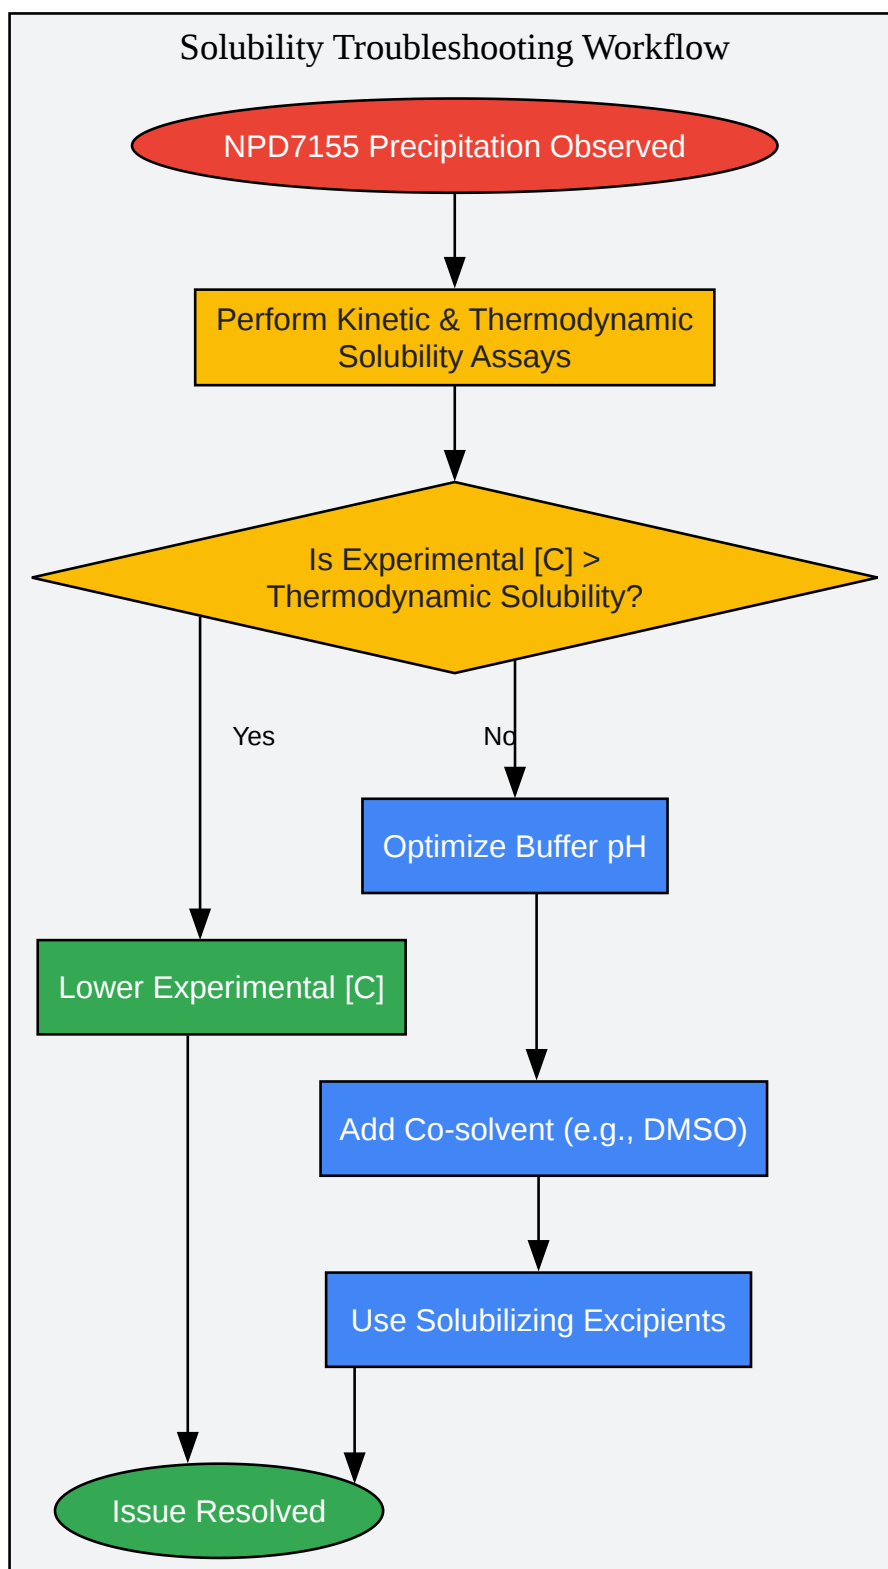 Solubility Troubleshooting Workflow
NPD7155 Precipitation Observed
Perform Kinetic & Thermodynamic
Solubility Assays
Is Experimental [C] >
Thermodynamic Solubility?
Yes
No
Optimize Buffer pH
Lower Experimental [C]
Add Co-solvent (e.g., DMSO)
Use Solubilizing Excipients
Issue Resolved